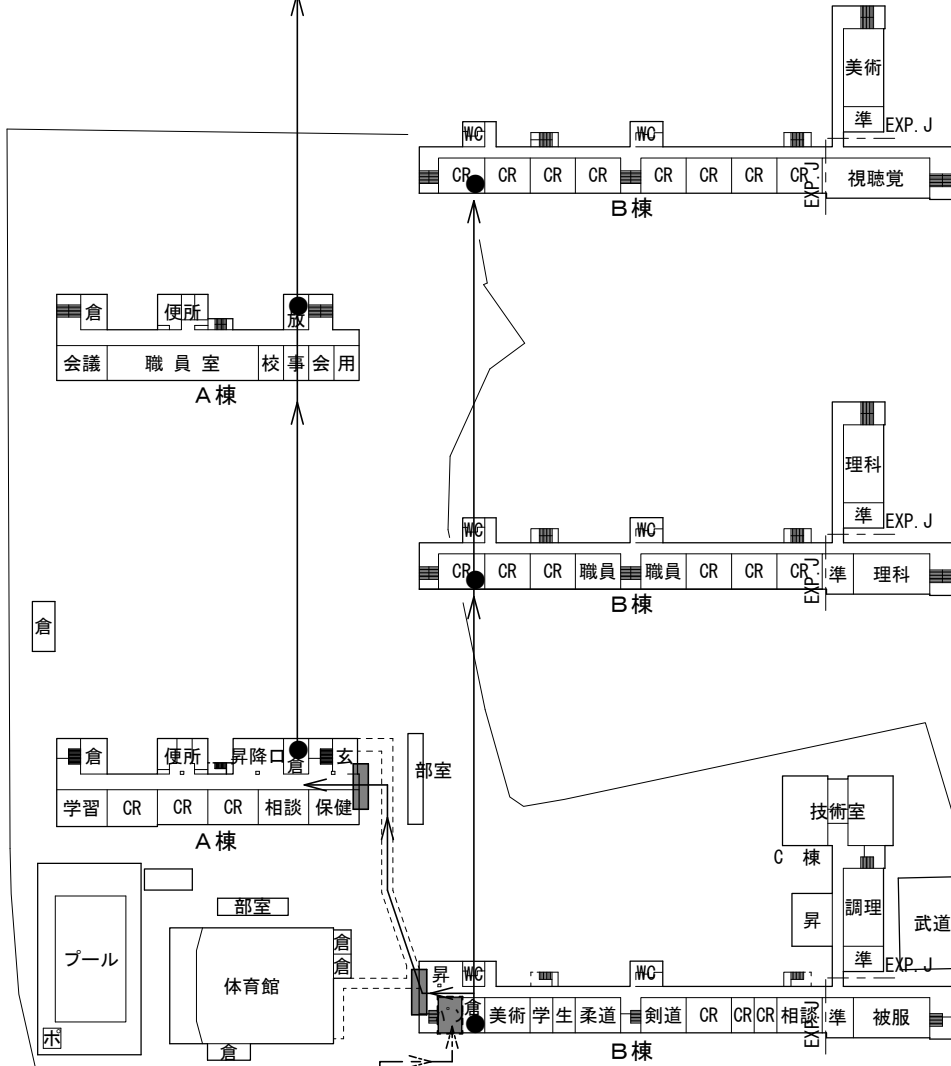 美術
準 EXP.J
WC WC
CR CR CR CR CR CR CR CR EXP.J 視聴覚
B棟
倉 便所 放
会議 職員室 校 事 会 用
A棟
理科
準 EXP.J
WC WC
CR CR CR 職員 職員 CR CR CR EXP.J 準 理科
B棟
倉
倉 便所 昇降口 倉 玄
部室
学習 CR CR CR 相談 保健
A棟
技術室
C 棟
部室
昇 調理 武道
プール 体育館 倉
倉
準 EXP.J
昇 WC WC
倉 美術 学 生 柔道 剣道 CR CR CR 相談 EXP.J 準 被服
ポ 倉 B棟